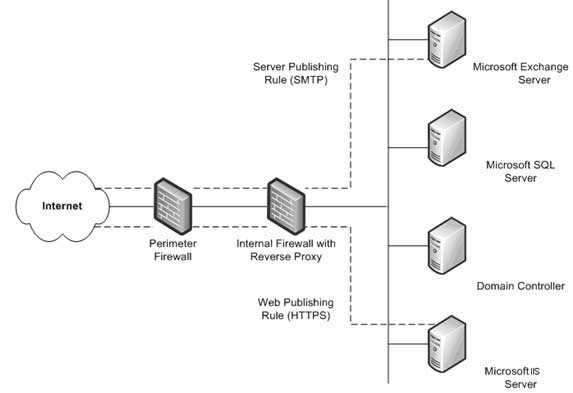 Server Publishing
Rule (SMTP)
Microsoft Exchange
Server
Microsoft SQL
Server
Internet
Perimeter
Firewall
Internal Firewall with
Reverse Proxy
Domain Controller
Web Publishing
Rule (HTTPS)
Microsoft IIS
Server